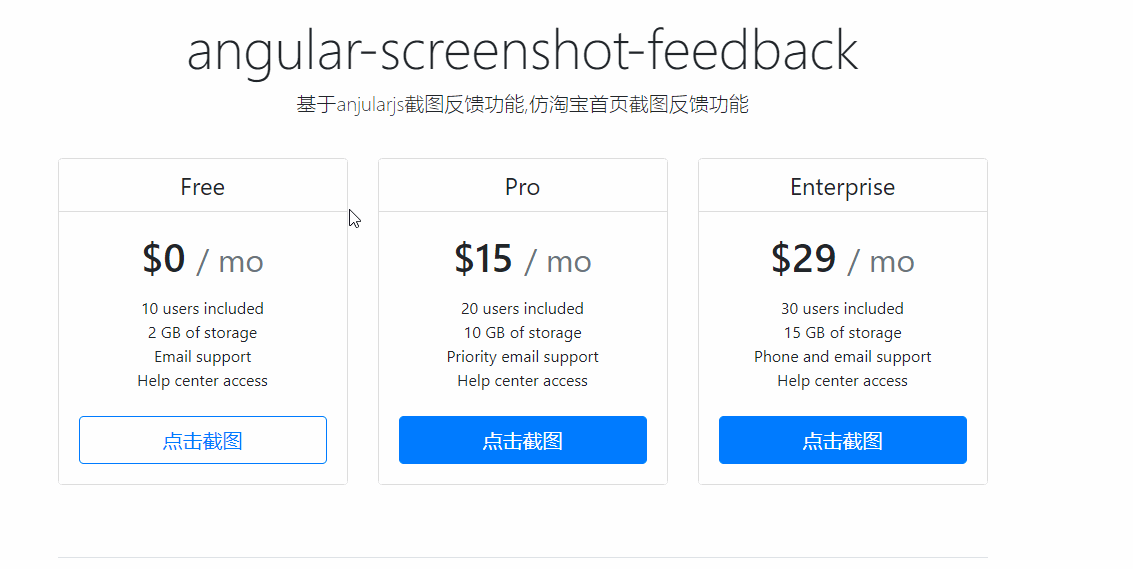 angular-screenshot-feedback
基于anjularjs截图反馈功能,仿淘宝首页截图反馈功能
Free
$0 / mo
10 users included
2 GB of storage
Email support
Help center access
点击截图
Pro
$15 / mo
20 users included
10 GB of storage
Priority email support
Help center access
点击截图
Enterprise
$29 / mo
30 users included
15 GB of storage
Phone and email support
Help center access
点击截图